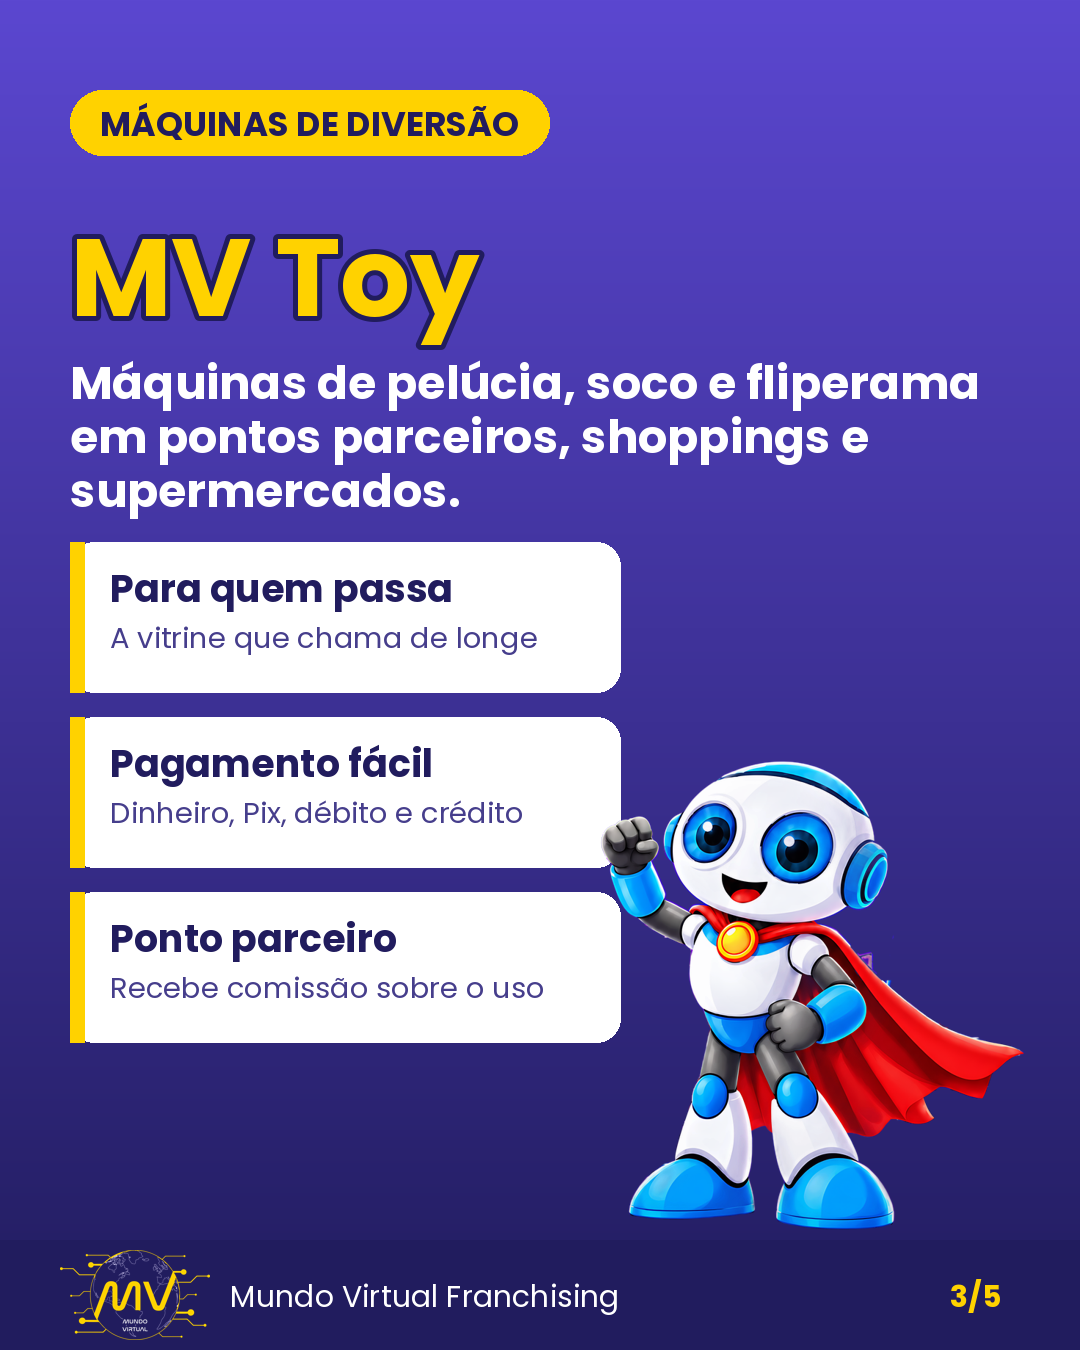 MÁQUINAS DE DIVERSÃO
MV Toy
Máquinas de pelúcia, soco e fliperama
em pontos parceiros, shoppings e
supermercados.
Para quem passa
A vitrine que chama de longe
Pagamento fácil
Dinheiro, Pix, débito e crédito
Ponto parceiro
Recebe comissão sobre o uso
MV
MUNDO
VIRTUAL
Mundo Virtual Franchising
3/5